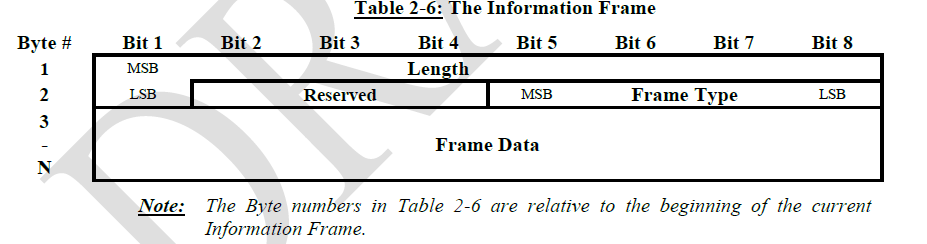 Table 2-6: The Information Frame
Byte # Bit 1 Bit 2 Bit 3 Bit 4 Bit 5 Bit 6 Bit 7 Bit 8
1 MSB Length
2 LSB Reserved MSB Frame Type LSB
3
- Frame Data
N
Note: The Byte numbers in Table 2-6 are relative to the beginning of the current
Information Frame.